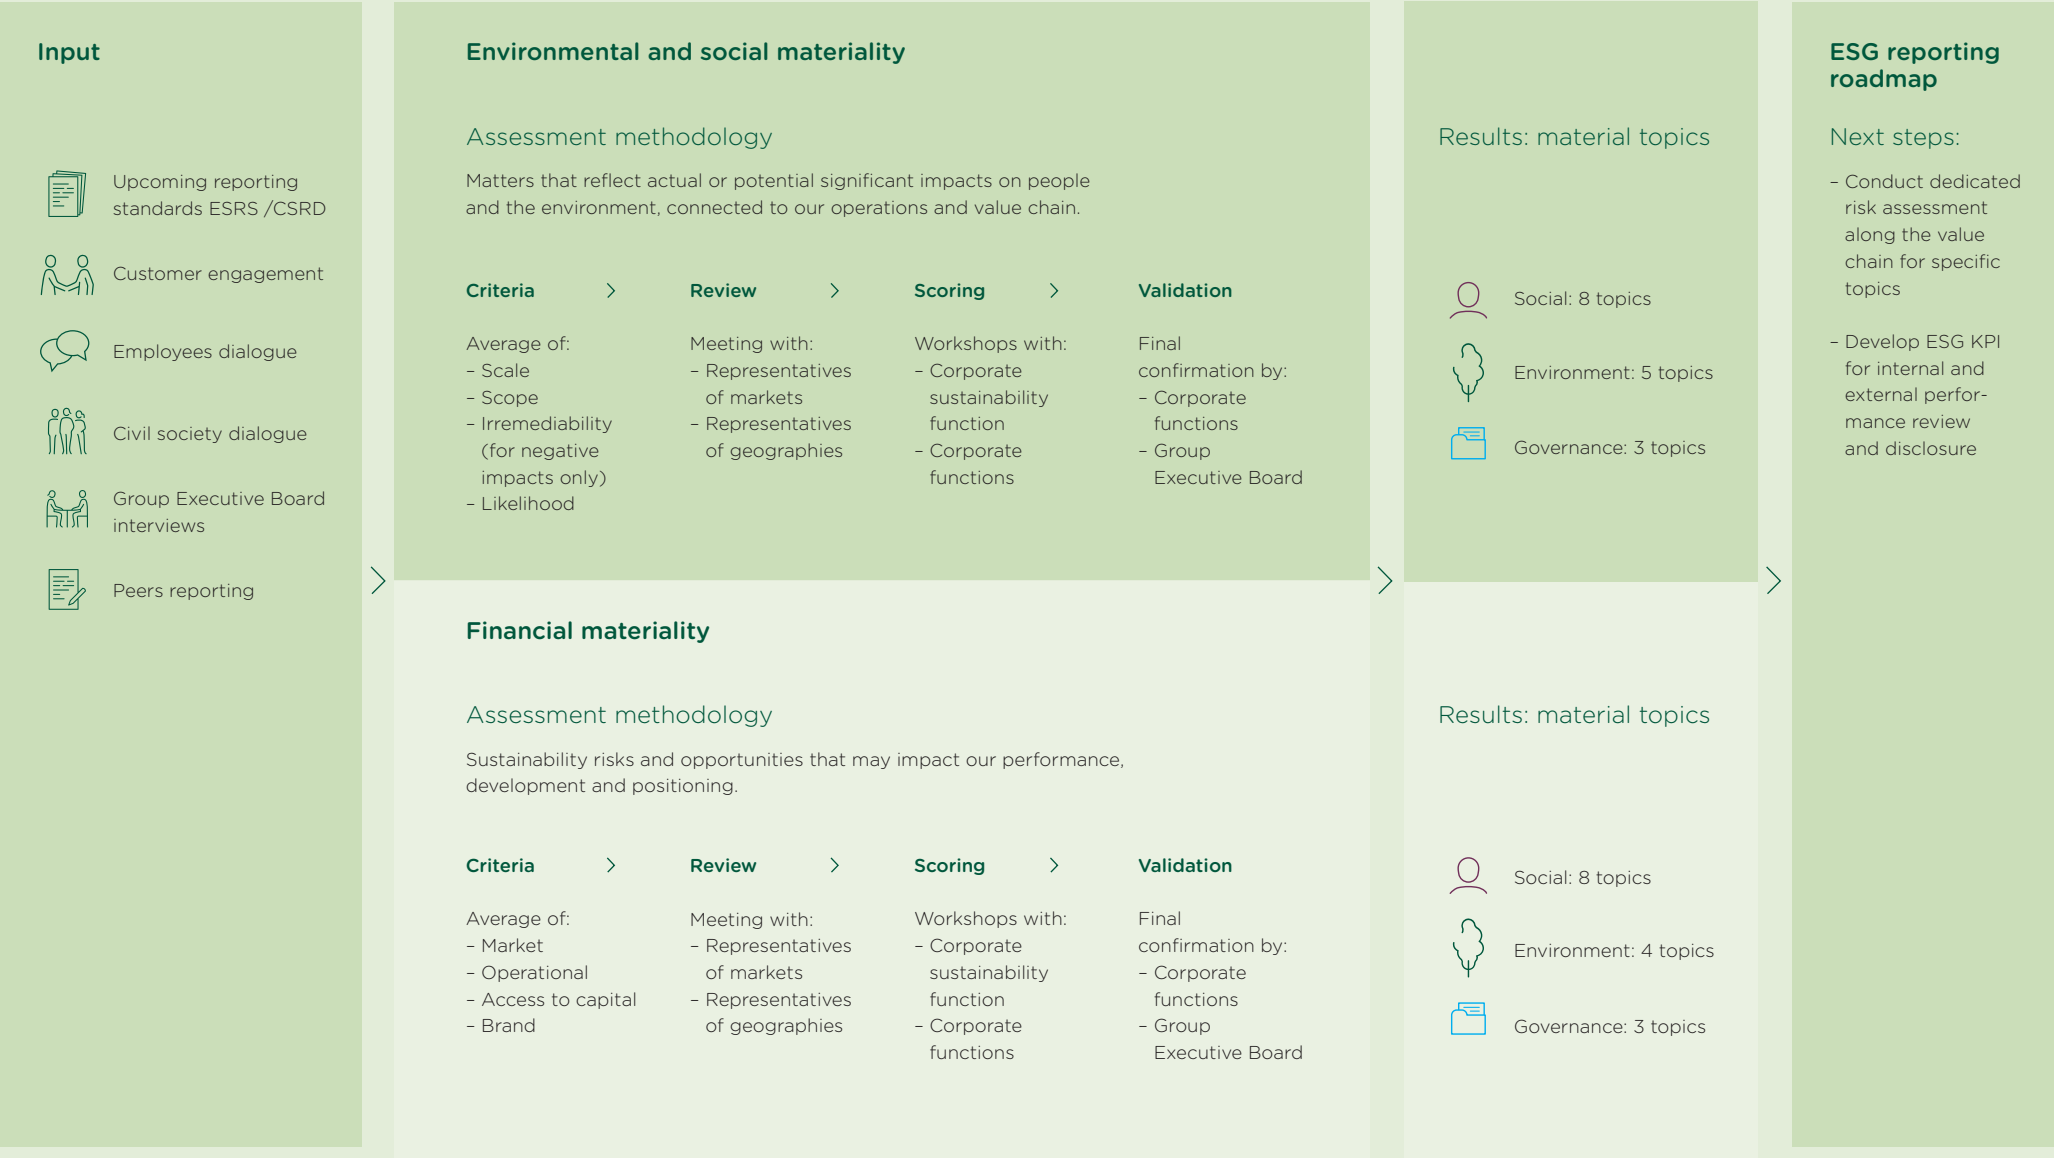 Input
Upcoming reporting
standards ESRS /CSRD
Customer engagement
Employees dialogue
Civil society dialogue
Group Executive Board
interviews
Peers reporting
Environmental and social materiality
Assessment methodology
Matters that reflect actual or potential significant impacts on people
and the environment, connected to our operations and value chain.
Criteria
Average of:
– Scale
– Scope
– Irremediability
(for negative
impacts only)
– Likelihood
Review
Meeting with:
– Representatives
of markets
– Representatives
of geographies
Scoring
Workshops with:
– Corporate
sustainability
function
– Corporate
functions
Validation
Final
confirmation by:
– Corporate
functions
– Group
Executive Board
Results: material topics
Social: 8 topics
Environment: 5 topics
Governance: 3 topics
Financial materiality
Assessment methodology
Sustainability risks and opportunities that may impact our performance,
development and positioning.
Criteria
Average of:
– Market
– Operational
– Access to capital
– Brand
Review
Meeting with:
– Representatives
of markets
– Representatives
of geographies
Scoring
Workshops with:
– Corporate
sustainability
function
– Corporate
functions
Validation
Final
confirmation by:
– Corporate
functions
– Group
Executive Board
Results: material topics
Social: 8 topics
Environment: 4 topics
Governance: 3 topics
ESG reporting
roadmap
Next steps:
– Conduct dedicated
risk assessment
along the value
chain for specific
topics
– Develop ESG KPI
for internal and
external perfor-
mance review
and disclosure